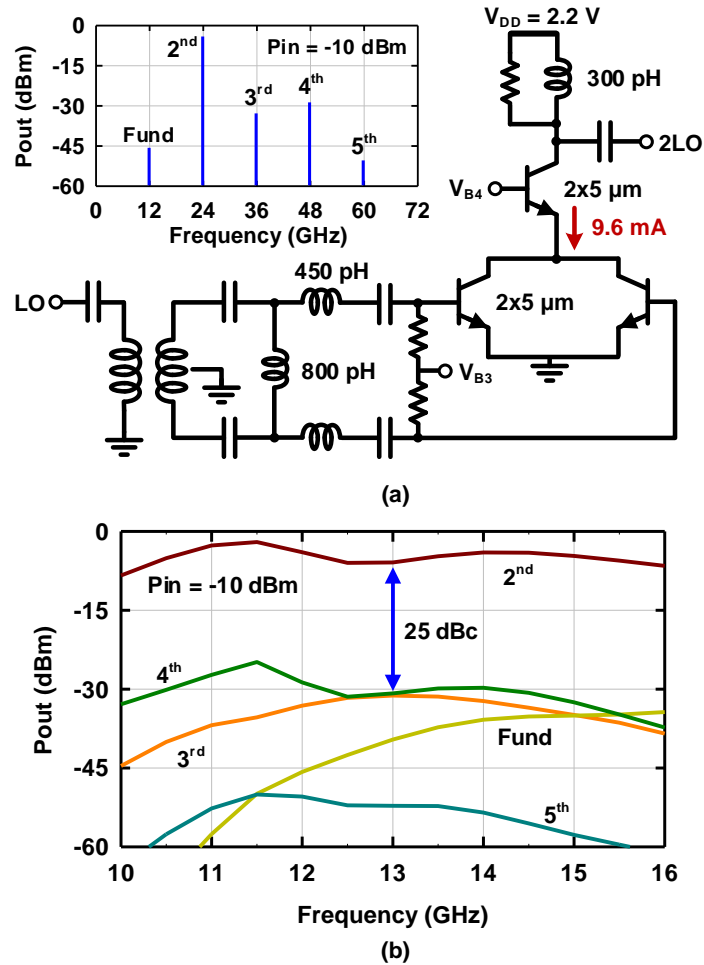 0
-15
-30
-45
-60
Pout (dBm)
Pin = -10 dBm
Fund
2nd
3rd
4th
5th
0 12 24 36 48 60 72
Frequency (GHz)
VDD = 2.2 V
300 pH
2LO
VB4
2x5 µm
9.6 mA
LO
450 pH
800 pH
2x5 µm
VB3
(a)
0
-15
-30
-45
-60
Pout (dBm)
Pin = -10 dBm
2nd
25 dBc
4th
3rd
Fund
5th
10 11 12 13 14 15 16
Frequency (GHz)
(b)